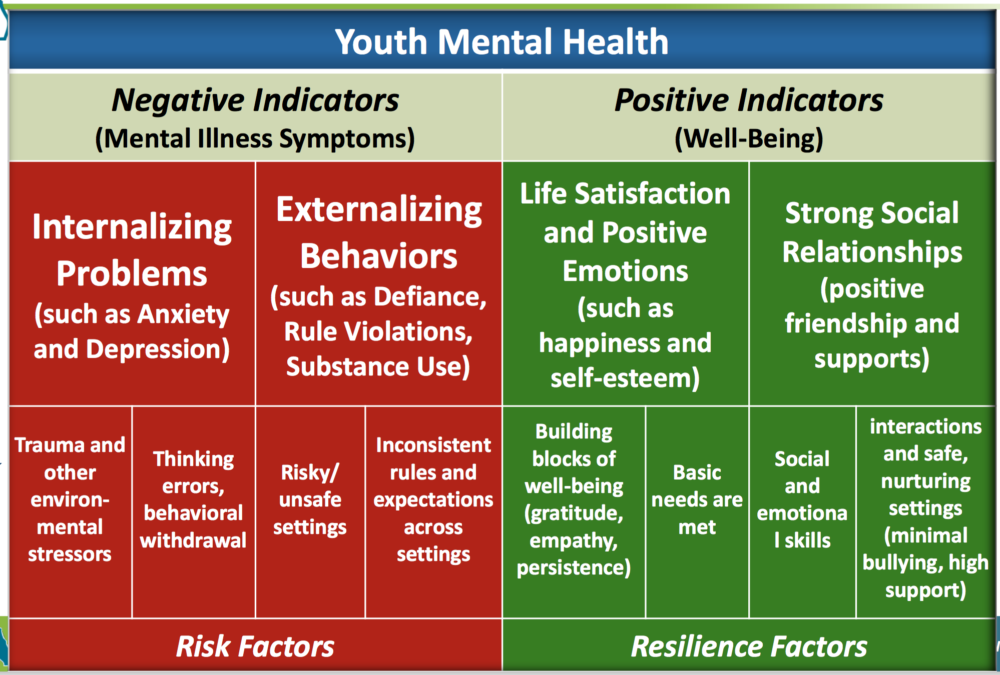 Youth Mental Health
Negative Indicators
(Mental Illness Symptoms)
Positive Indicators
(Well-Being)
Internalizing
Problems
(such as Anxiety
and Depression)
Externalizing
Behaviors
(such as Defiance,
Rule Violations,
Substance Use)
Life Satisfaction
and Positive
Emotions
(such as
happiness and
self-esteem)
Strong Social
Relationships
(positive
friendship and
supports)
Trauma and
other
environ-
mental
stressors
Thinking
errors,
behavioral
withdrawal
Risky/
unsafe
settings
Inconsistent
rules and
expectations
across
settings
Building
blocks of
well-being
(gratitude,
empathy,
persistence)
Basic
needs are
met
Social
and
emotiona
l skills
interactions
and safe,
nurturing
settings
(minimal
bullying, high
support)
Risk Factors
Resilience Factors